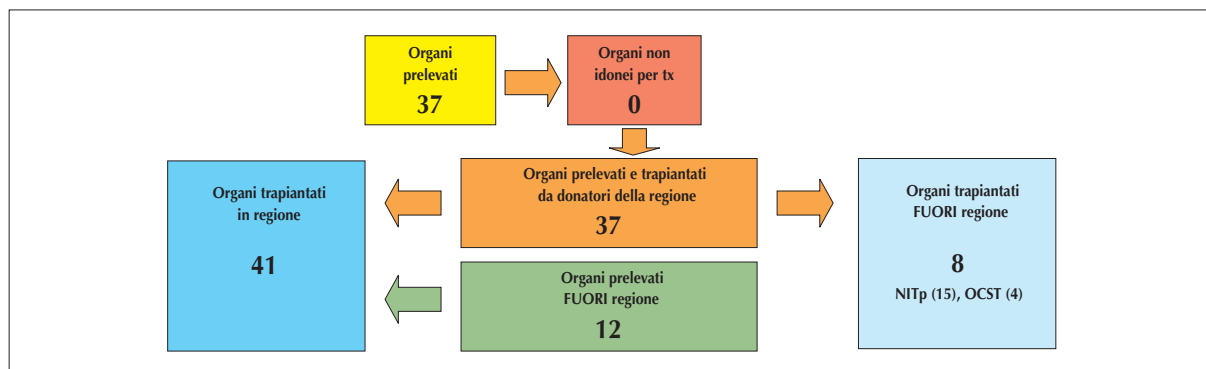 Organi
prelevati
37
Organi non
idonei per tx
0
Organi trapiantati
in regione
41
Organi prelevati e trapiantati
da donatori della regione
37
Organi prelevati
FUORI regione
12
Organi trapiantati
FUORI regione
8
NITp (15), OCST (4)